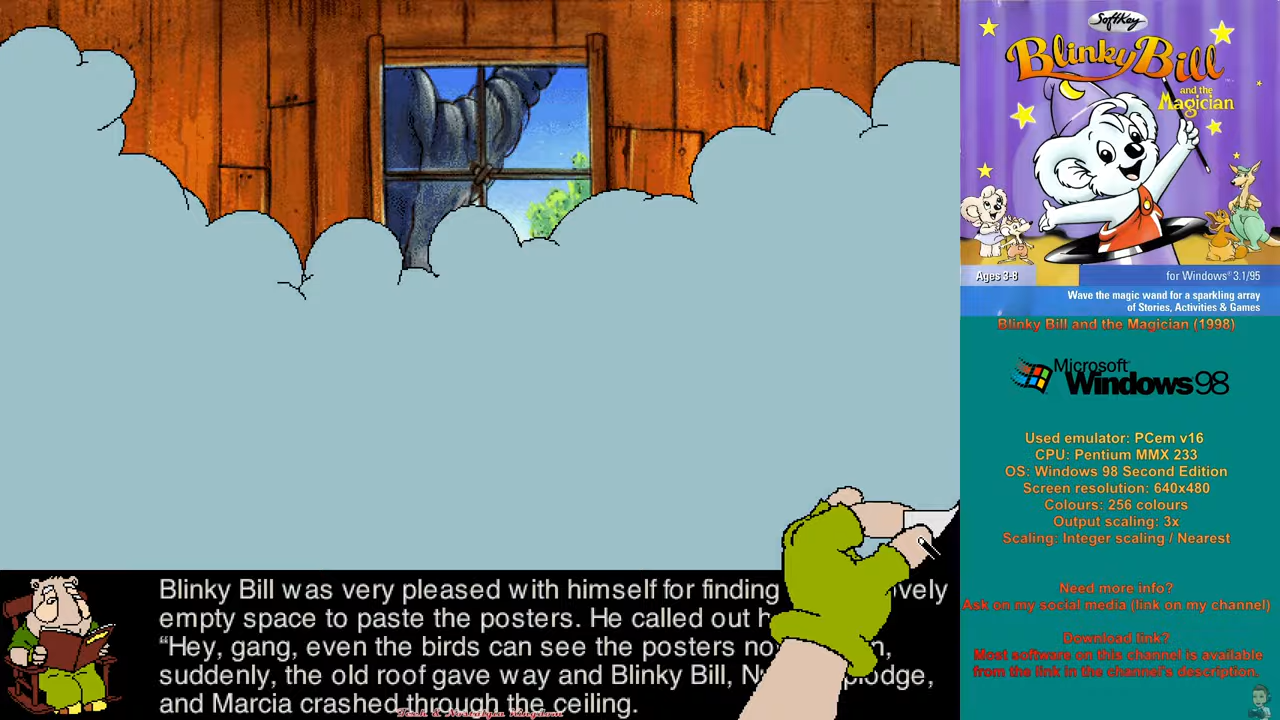 Blinky Bill was very pleased with himself for finding
empty space to paste the posters. He called out
“Hey, gang, even the birds can see the posters
suddenly, the old roof gave way and Blinky Bill,
and Marcia crashed through the ceiling.
Tech & Nostalgia Kingdom
SoftKey
Blinky Bill
and the
Magician
Ages 3-8
for Windows® 3.1/95
Wave the magic wand for a sparkling array
of Stories, Activities & Games
Blinky Bill and the Magician (1998)
Microsoft
Windows 98
Used emulator: PCem v16
CPU: Pentium MMX 233
OS: Windows 98 Second Edition
Screen resolution: 640x480
Colours: 256 colours
Output scaling: 3x
Scaling: Integer scaling / Nearest
Need more info?
Ask on my social media (link on my channel)
Download link?
Most software on this channel is available
from the link in the channel's description.